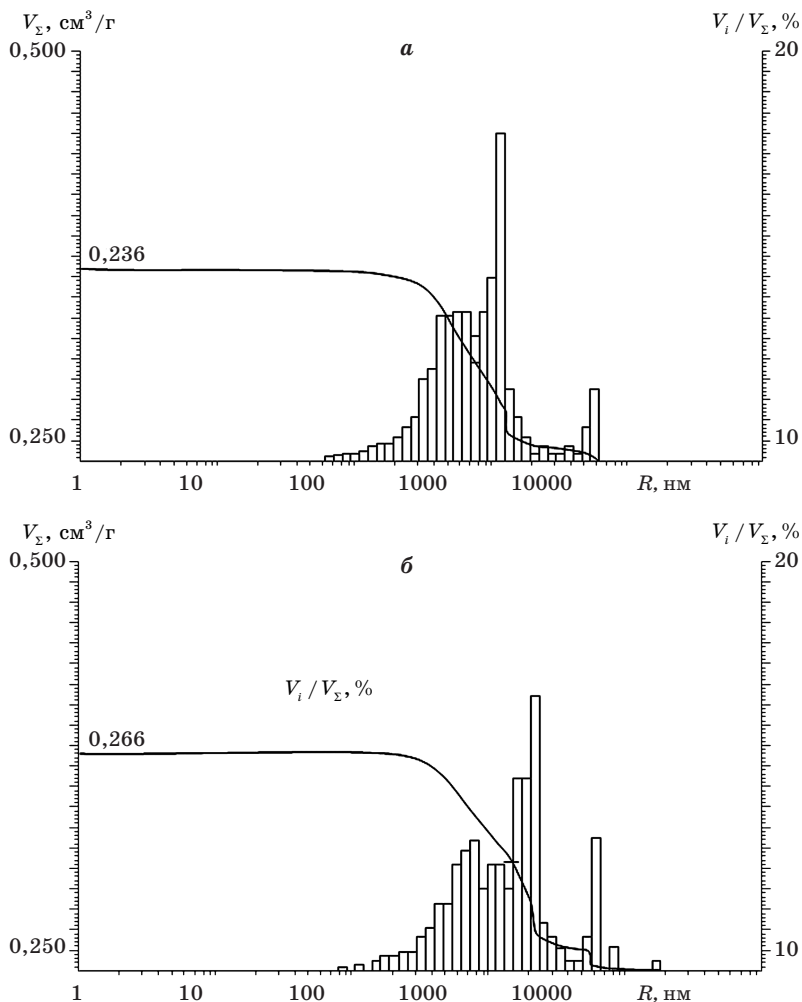 V_Σ, см³/г V_i / V_Σ, %
0,500 а 20
0,236
0,250 10
1 10 100 1000 10000 R, нм
V_Σ, см³/г V_i / V_Σ, %
0,500 б 20
V_i / V_Σ, %
0,266
0,250 10
1 10 100 1000 10000 R, нм